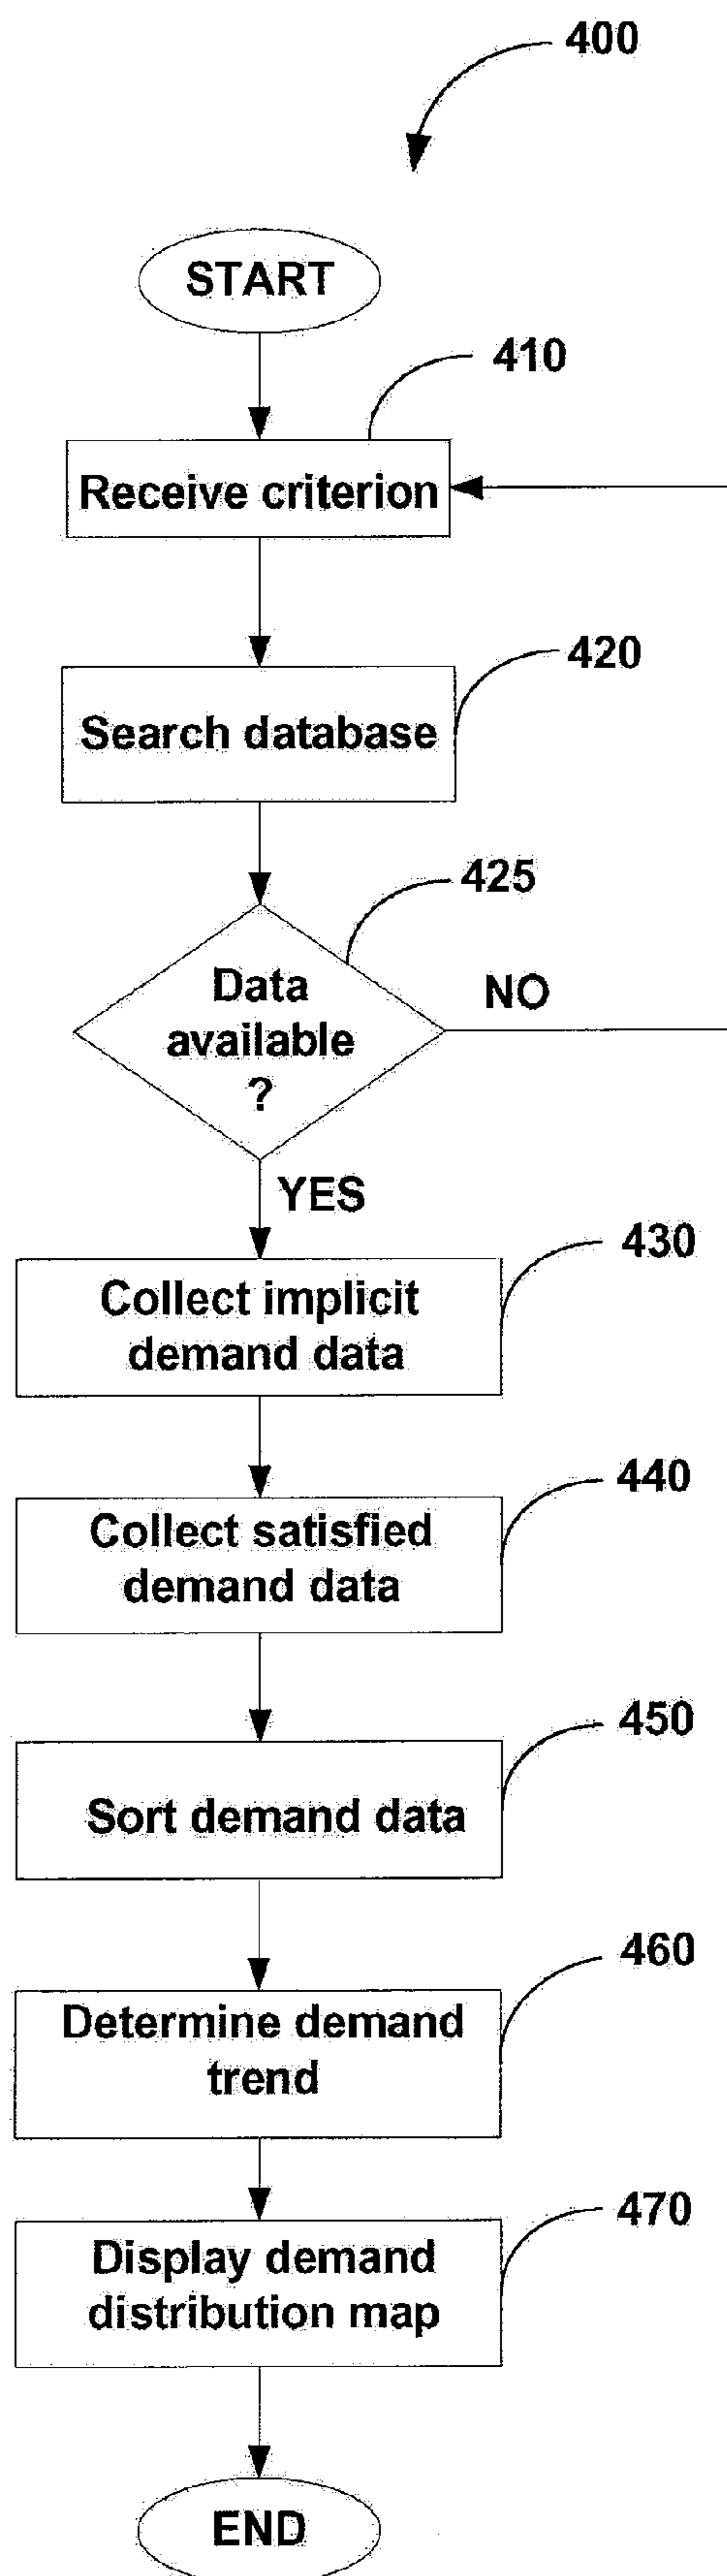 400
START
410
Receive criterion
420
Search database
425
Data
available
?
NO
YES
430
Collect implicit
demand data
440
Collect satisfied
demand data
450
Sort demand data
460
Determine demand
trend
470
Display demand
distribution map
END